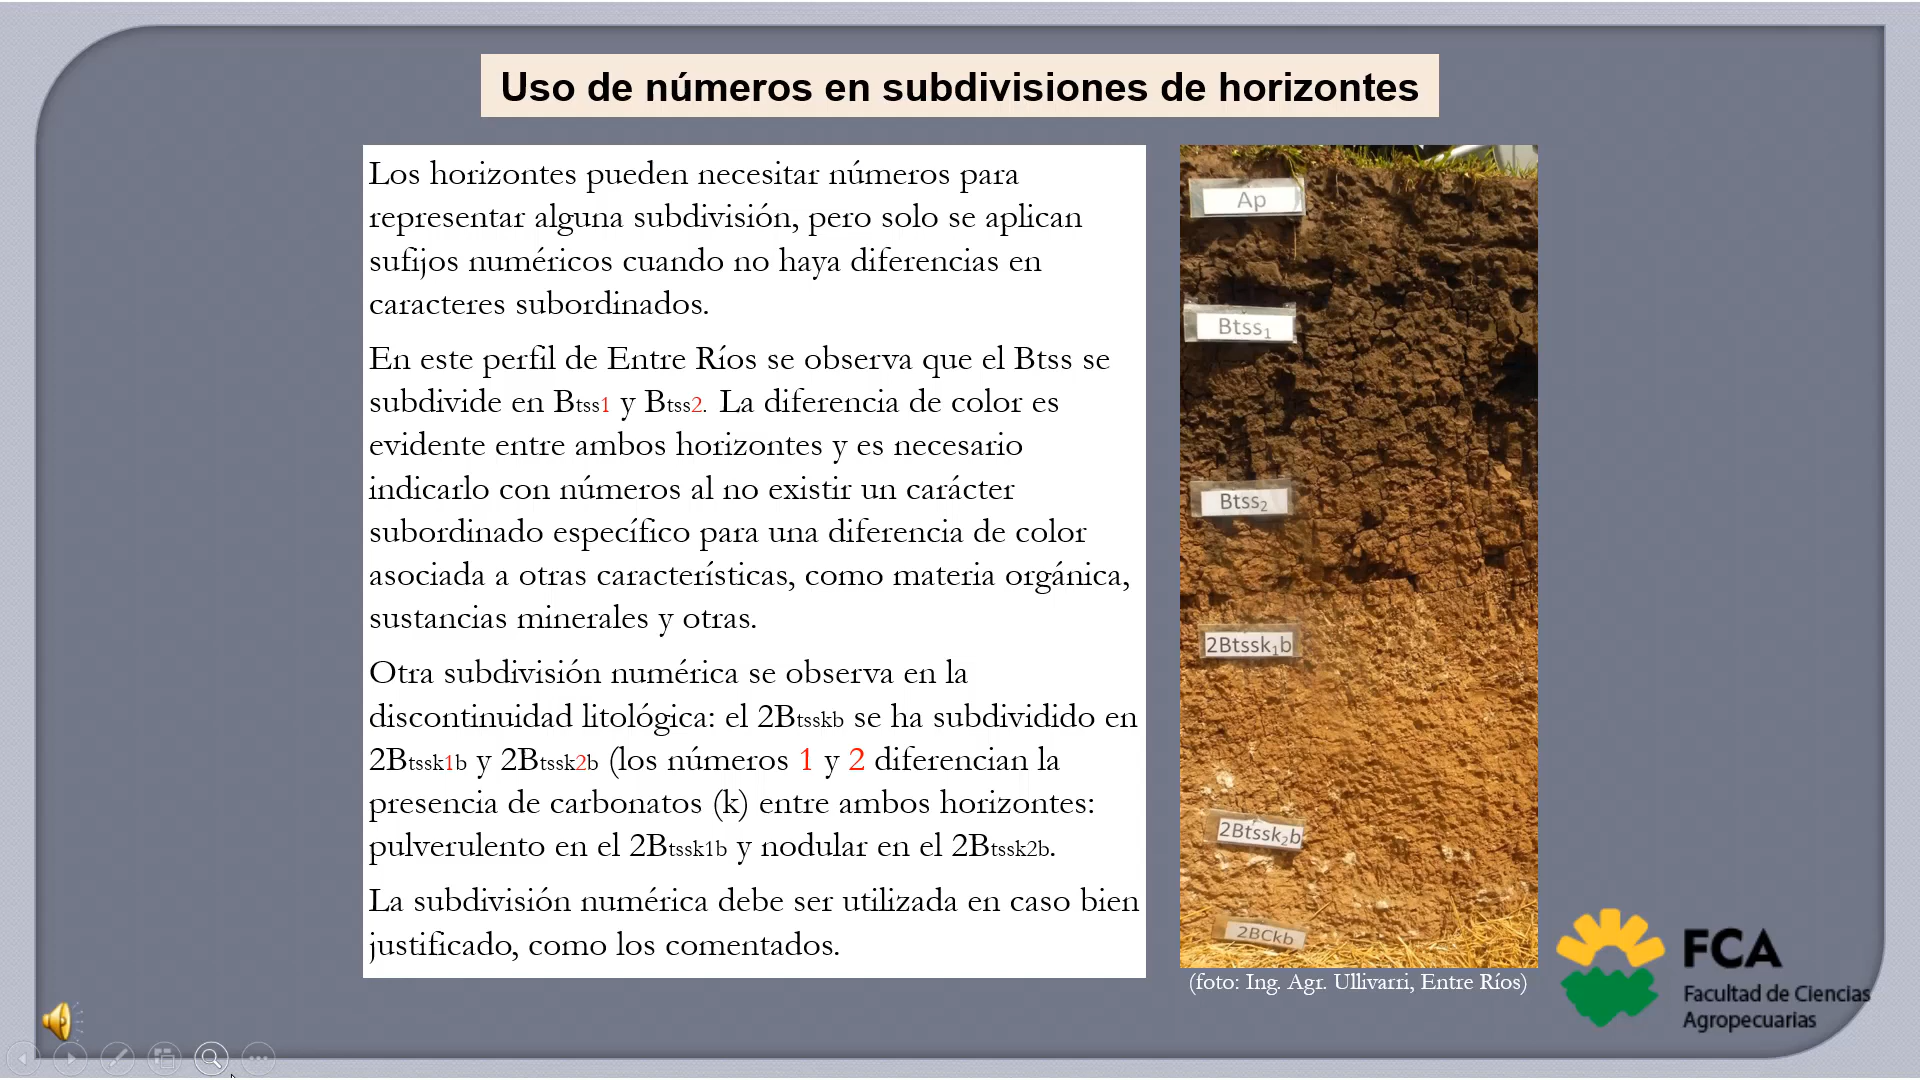 Uso de números en subdivisiones de horizontes
Los horizontes pueden necesitar números para
representar alguna subdivisión, pero solo se aplican
sufijos numéricos cuando no haya diferencias en
caracteres subordinados.
En este perfil de Entre Ríos se observa que el Btss se
subdivide en Btss1 y Btss2. La diferencia de color es
evidente entre ambos horizontes y es necesario
indicarlo con números al no existir un carácter
subordinado específico para una diferencia de color
asociada a otras características, como materia orgánica,
sustancias minerales y otras.
Otra subdivisión numérica se observa en la
discontinuidad litológica: el 2Btsskb se ha subdividido en
2Btssk1b y 2Btssk2b (los números 1 y 2 diferencian la
presencia de carbonatos (k) entre ambos horizontes:
pulverulento en el 2Btssk1b y nodular en el 2Btssk2b.
La subdivisión numérica debe ser utilizada en caso bien
justificado, como los comentados.
Ap
Btss₁
Btss₂
2Btssk₁b
2Btssk₂b
2BCkb
(foto: Ing. Agr. Ullivarri, Entre Ríos)
FCA
Facultad de Ciencias
Agropecuarias